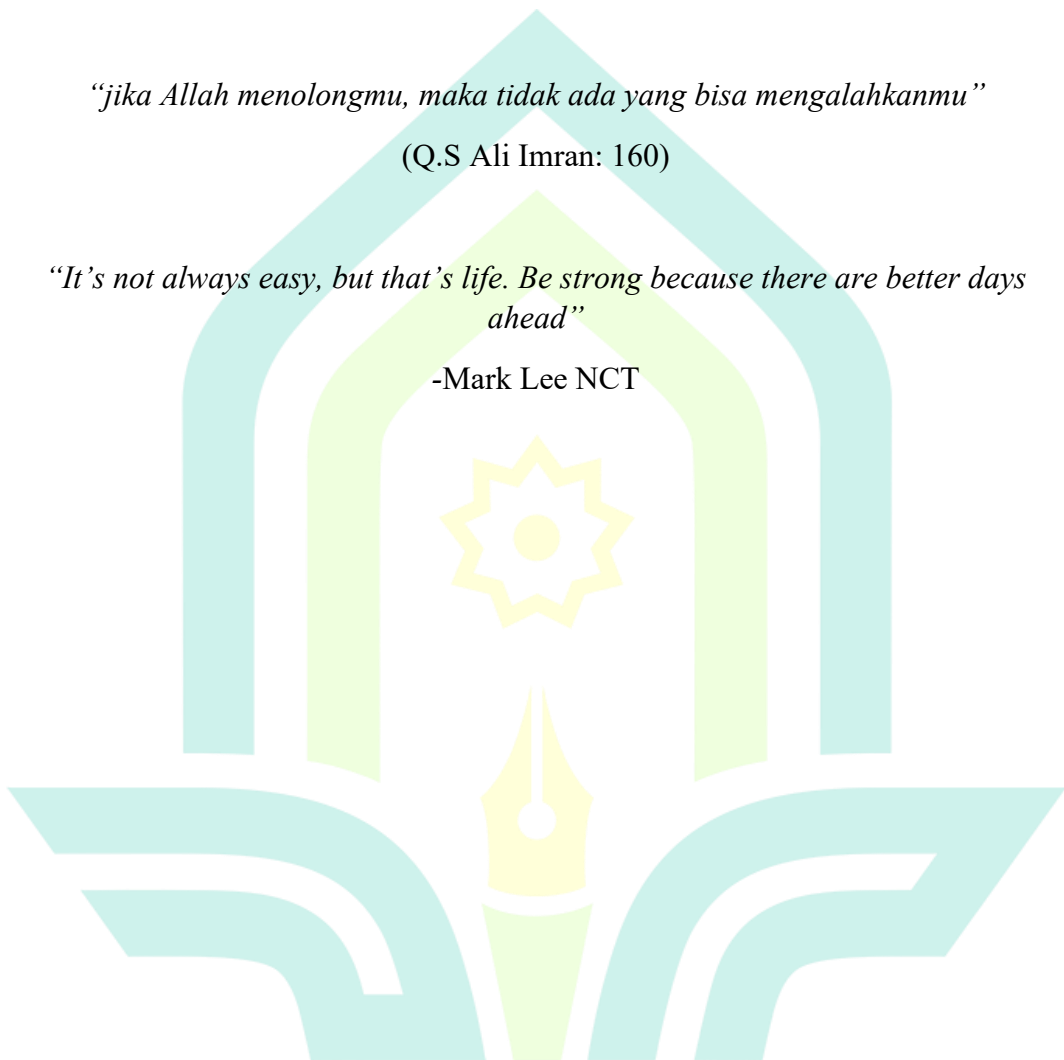 “jika Allah menolongmu, maka tidak ada yang bisa mengalahkanmu”
(Q.S Ali Imran: 160)
“It’s not always easy, but that’s life. Be strong because there are better days
ahead”
-Mark Lee NCT